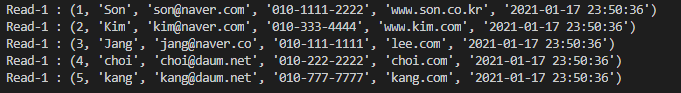 Read-1 : (1, 'Son', 'son@naver.com', '010-1111-2222', 'www.son.co.kr', '2021-01-17 23:50:36')
Read-1 : (2, 'Kim', 'kim@naver.com', '010-333-4444', 'www.kim.com', '2021-01-17 23:50:36')
Read-1 : (3, 'Jang', 'jang@naver.co', '010-111-1111', 'lee.com', '2021-01-17 23:50:36')
Read-1 : (4, 'choi', 'choi@daum.net', '010-222-2222', 'choi.com', '2021-01-17 23:50:36')
Read-1 : (5, 'kang', 'kang@daum.net', '010-777-7777', 'kang.com', '2021-01-17 23:50:36')